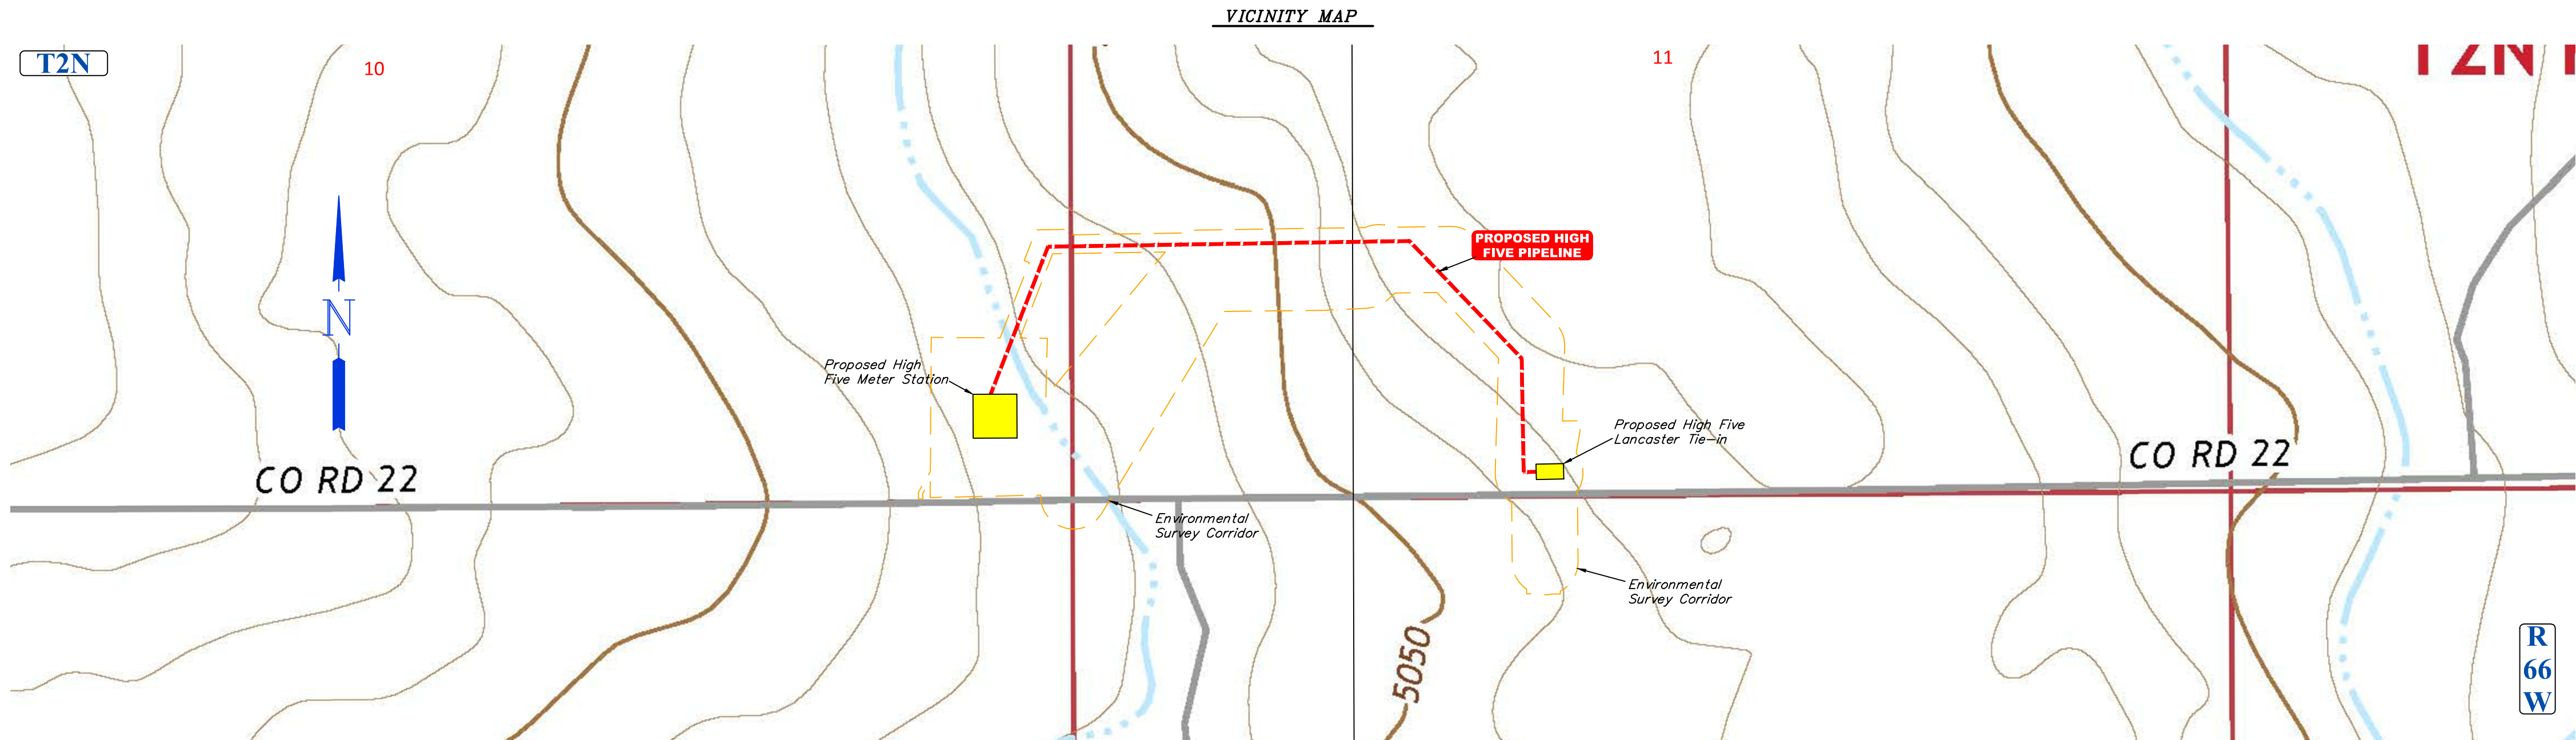 VICINITY MAP
T2N
10
11
T2N
N
PROPOSED HIGH
FIVE PIPELINE
Proposed High
Five Meter Station
Proposed High Five
Lancaster Tie-in
CO RD 22
CO RD 22
Environmental
Survey Corridor
Environmental
Survey Corridor
5050
R
66
W